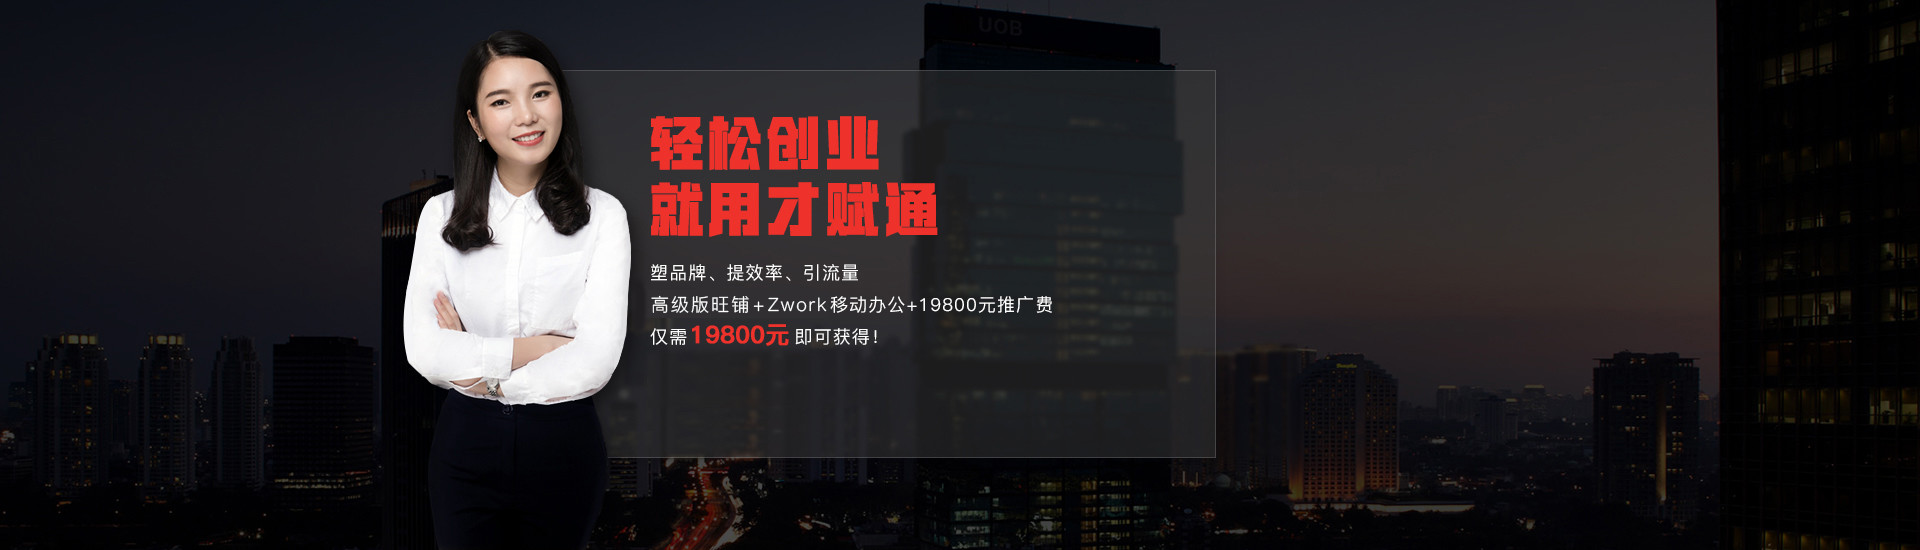 UOB
轻松创业
就用才赋通
塑品牌、提效率、引流量
高级版旺铺+Zwork移动办公+19800元推广费
仅需19800元 即可获得!